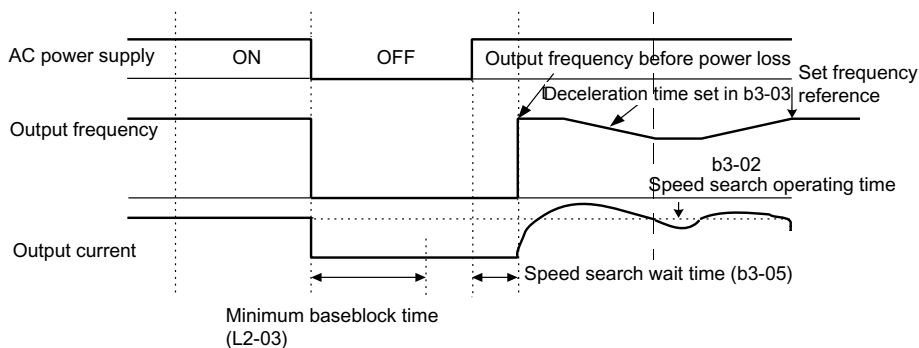 AC power supply
ON
OFF
Output frequency before power loss
Deceleration time set in b3-03
Set frequency
reference
Output frequency
b3-02
Speed search operating time
Output current
Speed search wait time (b3-05)
Minimum baseblock time
(L2-03)